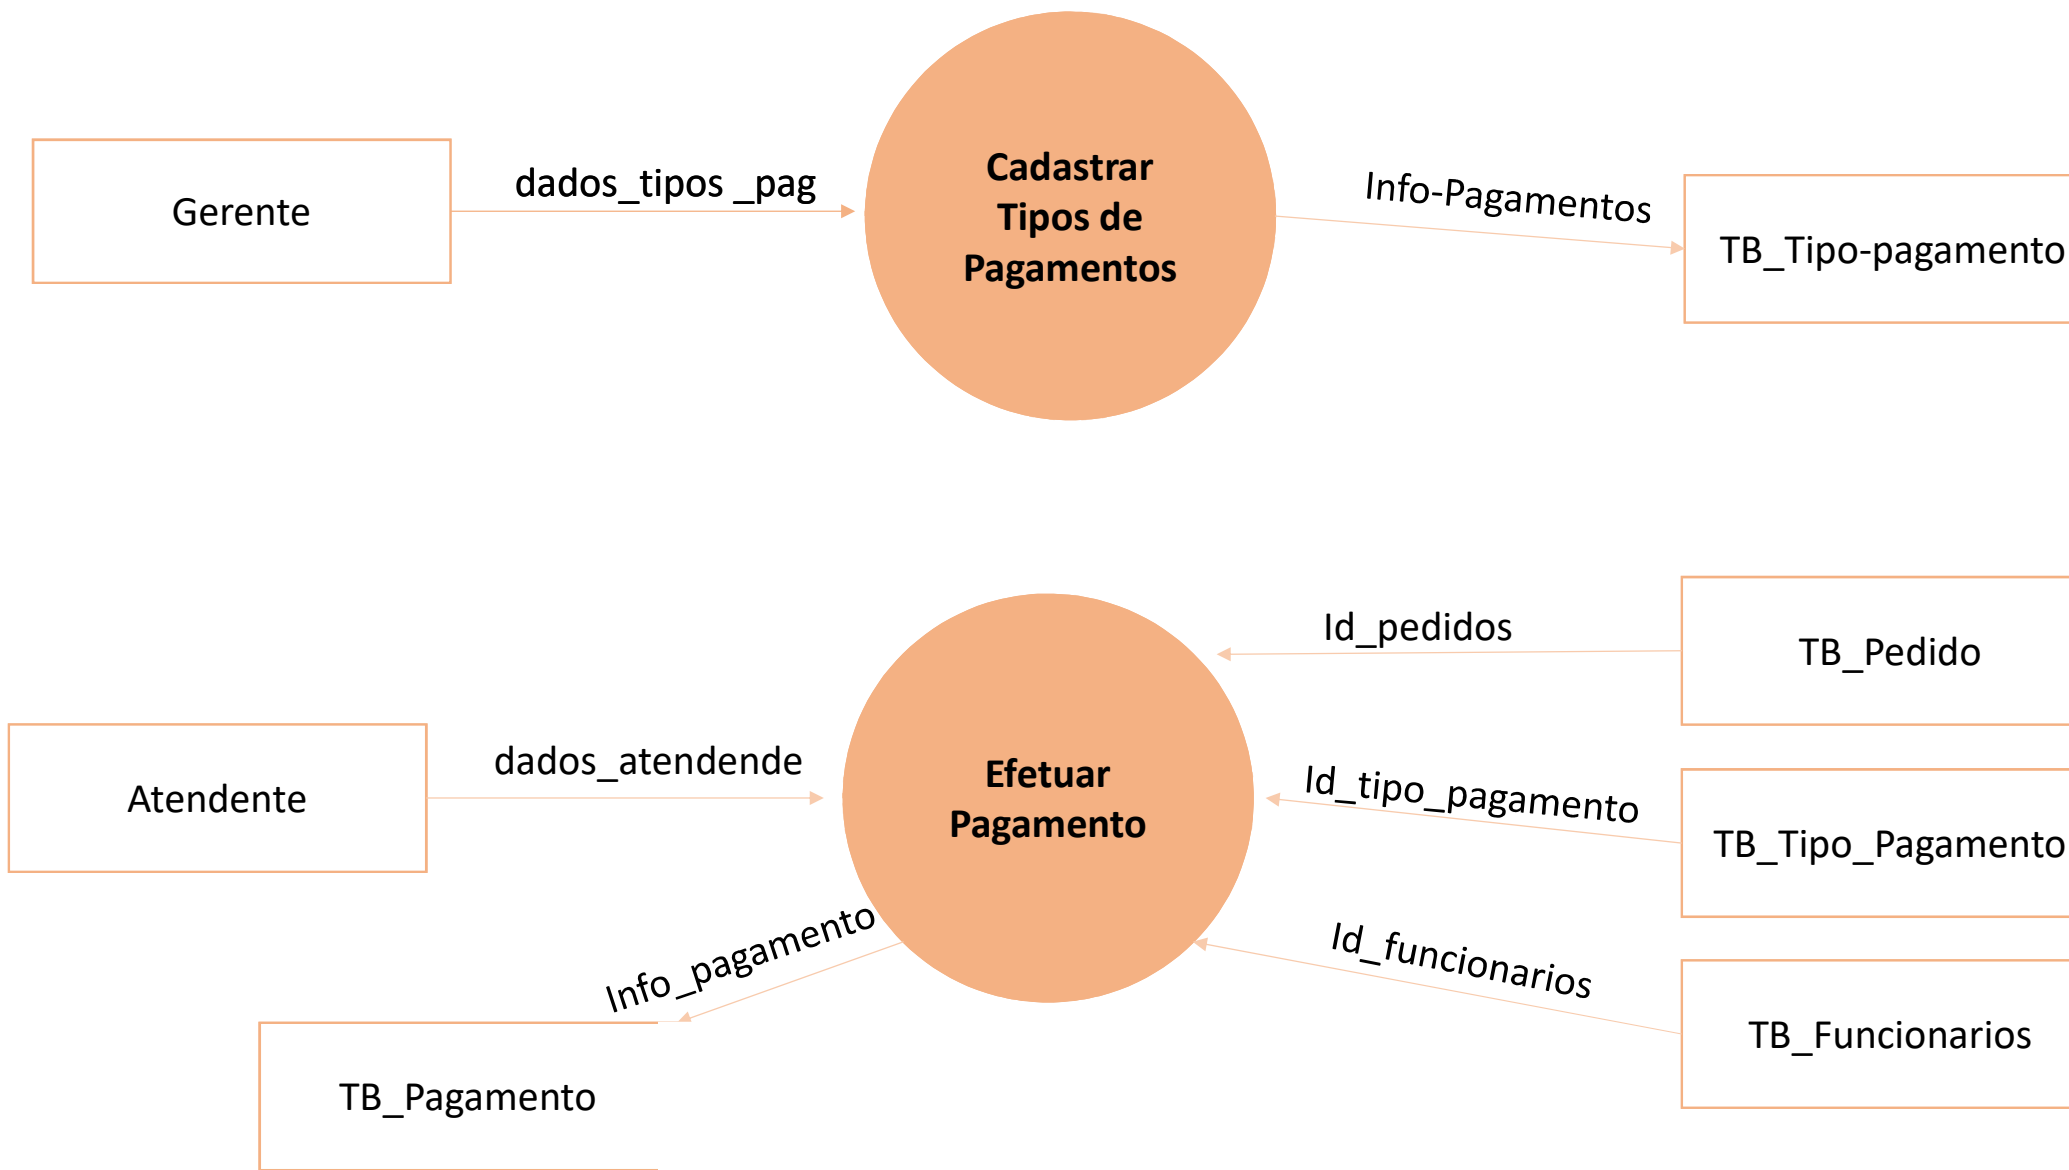 Gerente
dados_tipos _pag
Cadastrar
Tipos de
Pagamentos
Info-Pagamentos
TB_Tipo-pagamento
Id_pedidos
TB_Pedido
Atendente
dados_atendende
Efetuar
Pagamento
Id_tipo_pagamento
TB_Tipo_Pagamento
Info_pagamento
Id_funcionarios
TB_Funcionarios
TB_Pagamento